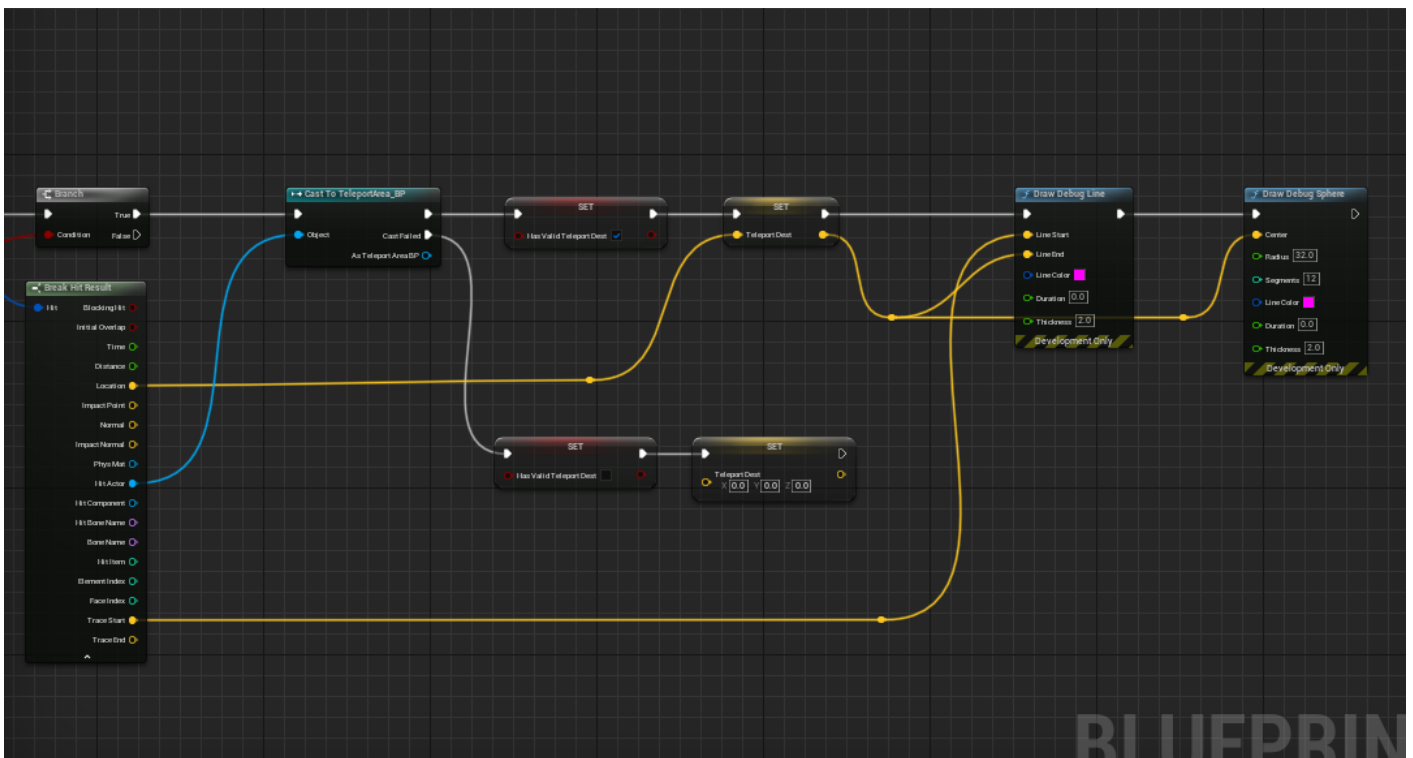 Branch
True
Condition
False
Break Hit Result
Hit
Blocking Hit
Initial Overlap
Time
Distance
Location
Impact Point
Normal
Impact Normal
Phys Mat
Hit Actor
Hit Component
Hit Bone Name
Bone Name
Hit Item
Element Index
Face Index
Trace Start
Trace End
Cast To TeleportArea_BP
Object
Cast Failed
As Teleport Area BP
SET
Has Valid Teleport Dest
SET
Teleport Dest
SET
Has Valid Teleport Dest
SET
Teleport Dest
X 0.0 Y 0.0 Z 0.0
Draw Debug Line
Line Start
Line End
Line Color
Duration 0.0
Thickness 2.0
Development Only
Draw Debug Sphere
Center
Radius 32.0
Segments 12
Line Color
Duration 0.0
Thickness 2.0
Development Only
BLUEPRIN